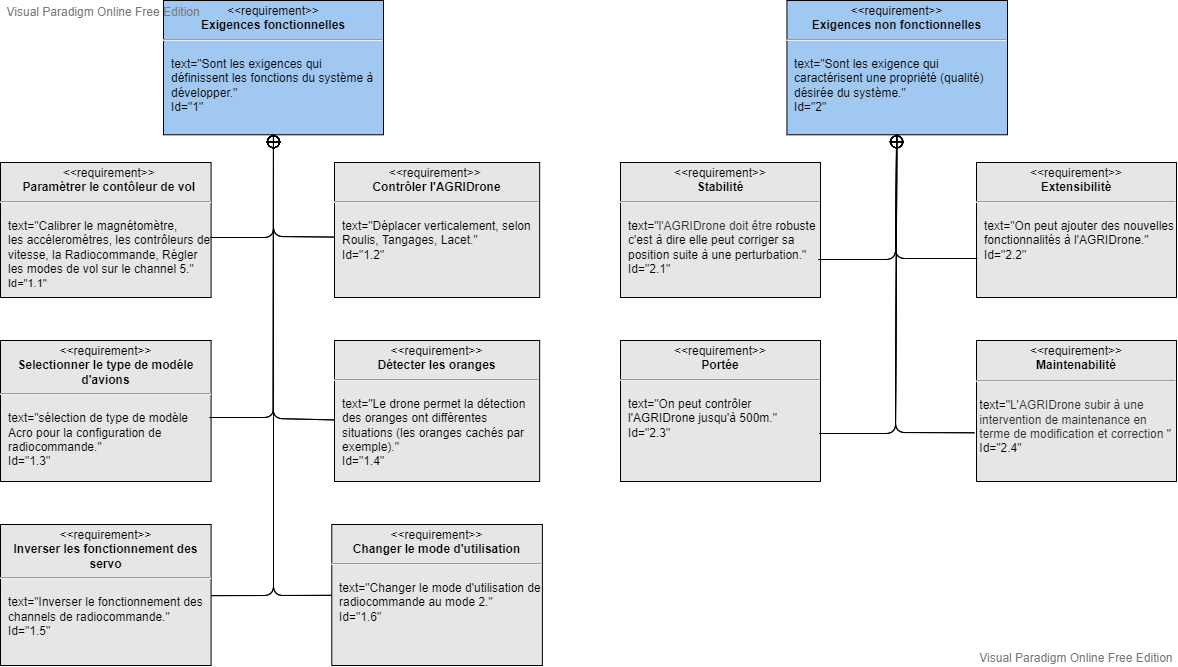 Visual Paradigm Online Free Edition
<<requirement>>
Exigences fonctionnelles
text="Sont les exigences qui
définissent les fonctions du système à
développer."
Id="1"
<<requirement>>
Exigences non fonctionnelles
text="Sont les exigence qui
caractérisent une propriété (qualité)
désirée du système."
Id="2"
<<requirement>>
Paramètrer le contôleur de vol
text="Calibrer le magnétomètre,
les accélerométres, les contrôleurs de
vitesse, la Radiocommande, Régler
les modes de vol sur le channel 5."
Id="1.1"
<<requirement>>
Contrôler l'AGRIDrone
text="Déplacer verticalement, selon
Roulis, Tangages, Lacet."
Id="1.2"
<<requirement>>
Stabilité
text="l'AGRIDrone doit être robuste
c'est à dire elle peut corriger sa
position suite à une perturbation."
Id="2.1"
<<requirement>>
Extensibilitè
text="On peut ajouter des nouvelles
fonctionnalités à l'AGRIDrone."
Id="2.2"
<<requirement>>
Selectionner le type de modéle
d'avions
text="sélection de type de modèle
Acro pour la configuration de
radiocommande."
Id="1.3"
<<requirement>>
Détecter les oranges
text="Le drone permet la détection
des oranges ont différentes
situations (les oranges cachés par
exemple)."
Id="1.4"
<<requirement>>
Portée
text="On peut contrôler
l'AGRIDrone jusqu'à 500m."
Id="2.3"
<<requirement>>
Maintenabilité
text="L'AGRIDrone subir à une
intervention de maintenance en
terme de modification et correction "
Id="2.4"
<<requirement>>
Inverser les fonctionnement des
servo
text="Inverser le fonctionnement des
channels de radiocommande."
Id="1.5"
<<requirement>>
Changer le mode d'utilisation
text="Changer le mode d'utilisation de
radiocommande au mode 2."
Id="1.6"
Visual Paradigm Online Free Edition